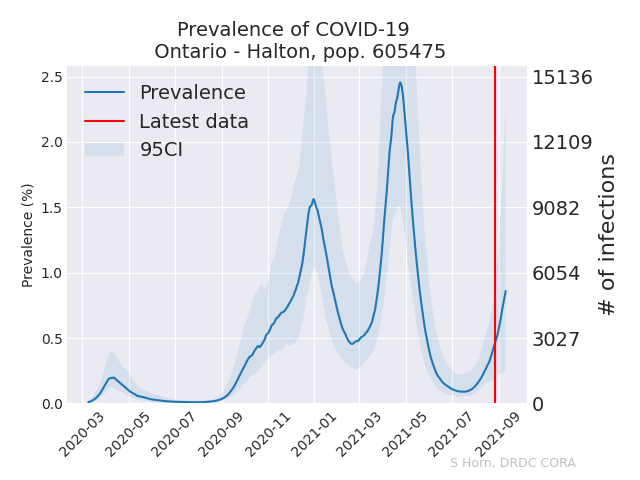 Prevalence of COVID-19
Ontario - Halton, pop. 605475
Prevalence
Latest data
95CI
Prevalence (%)
2.5
2.0
1.5
1.0
0.5
0.0
15136
12109
9082
6054
3027
0
# of infections
2020-03
2020-05
2020-07
2020-09
2020-11
2021-01
2021-03
2021-05
2021-07
2021-09
S Horn, DRDC CORA